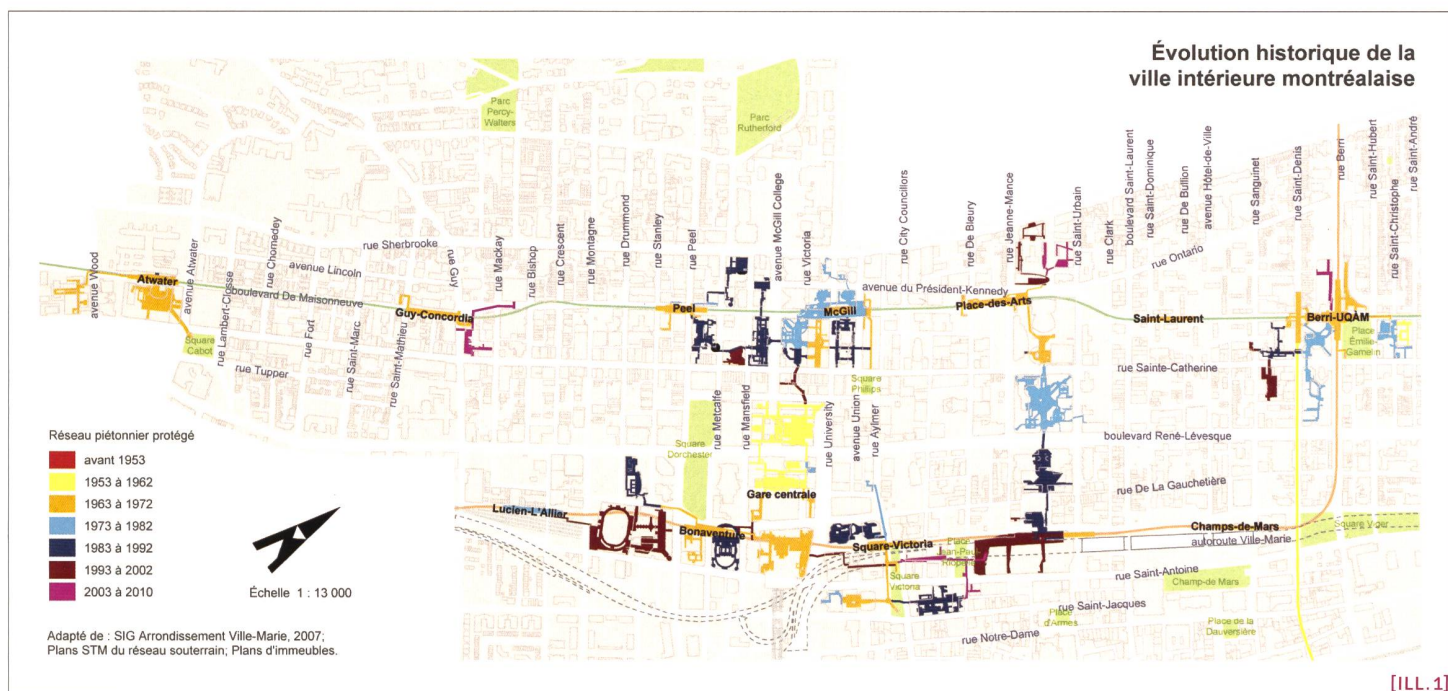 Évolution historique de la
ville intérieure montréalaise
Parc
Percy-
Walters
Parc
Rutherford
avenue Wood
Atwater
avenue Atwater
Square
Cabot
rue Lambert-Closse
rue Chomedey
rue Tupper
rue Fort
rue Saint-Marc
rue Saint-Mathieu
rue Sherbrooke
avenue Lincoln
boulevard De Maisonneuve
Guy-Concordia
rue Guy
rue Mackay
rue Bishop
rue Crescent
rue Montagne
rue Drummond
rue Stanley
rue Peel
Peel
avenue McGill College
rue Victoria
McGill
avenue du Président-Kennedy
rue City Councillors
rue De Bleury
rue Jeanne-Mance
Place-des-Arts
rue Saint-Urbain
rue Clark
boulevard Saint-Laurent
rue Saint-Dominique
rue De Bullion
avenue Hôtel-de-Ville
rue Ontario
rue Sanguinet
rue Saint-Denis
rue Berri
rue Saint-Hubert
rue Saint-Christophe
rue Saint-André
Saint-Laurent
Berri-UQÀM
Place
Émilie-
Gamelin
rue Sainte-Catherine
Square
Phillips
rue Metcalfe
rue Mansfield
rue University
avenue Union
rue Aylmer
boulevard René-Lévesque
Square
Dorchester
Gare centrale
rue De La Gauchetière
Lucien-L'Allier
Bonaventure
Square-Victoria
Place
Jean-Paul-
Riopelle
Champs-de-Mars
Square Viger
autoroute Ville-Marie
Square
Victoria
rue Saint-Antoine
Champ-de Mars
rue Saint-Jacques
Place
d'Armes
Place de la
Dauversière
rue Notre-Dame
Réseau piétonnier protégé
avant 1953
1953 à 1962
1963 à 1972
1973 à 1982
1983 à 1992
1993 à 2002
2003 à 2010
Échelle 1 : 13 000
Adapté de : SIG Arrondissement Ville-Marie, 2007;
Plans STM du réseau souterrain; Plans d'immeubles.
[ILL.1]